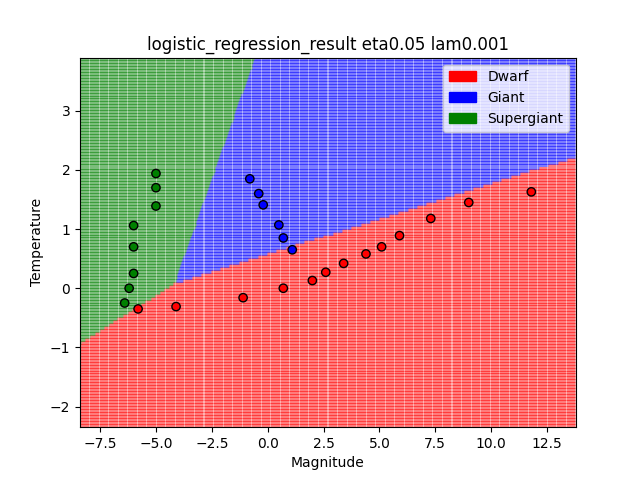 logistic_regression_result eta0.05 lam0.001
Dwarf
Giant
Supergiant
Temperature
3
2
1
0
−1
−2
−7.5 −5.0 −2.5 0.0 2.5 5.0 7.5 10.0 12.5
Magnitude